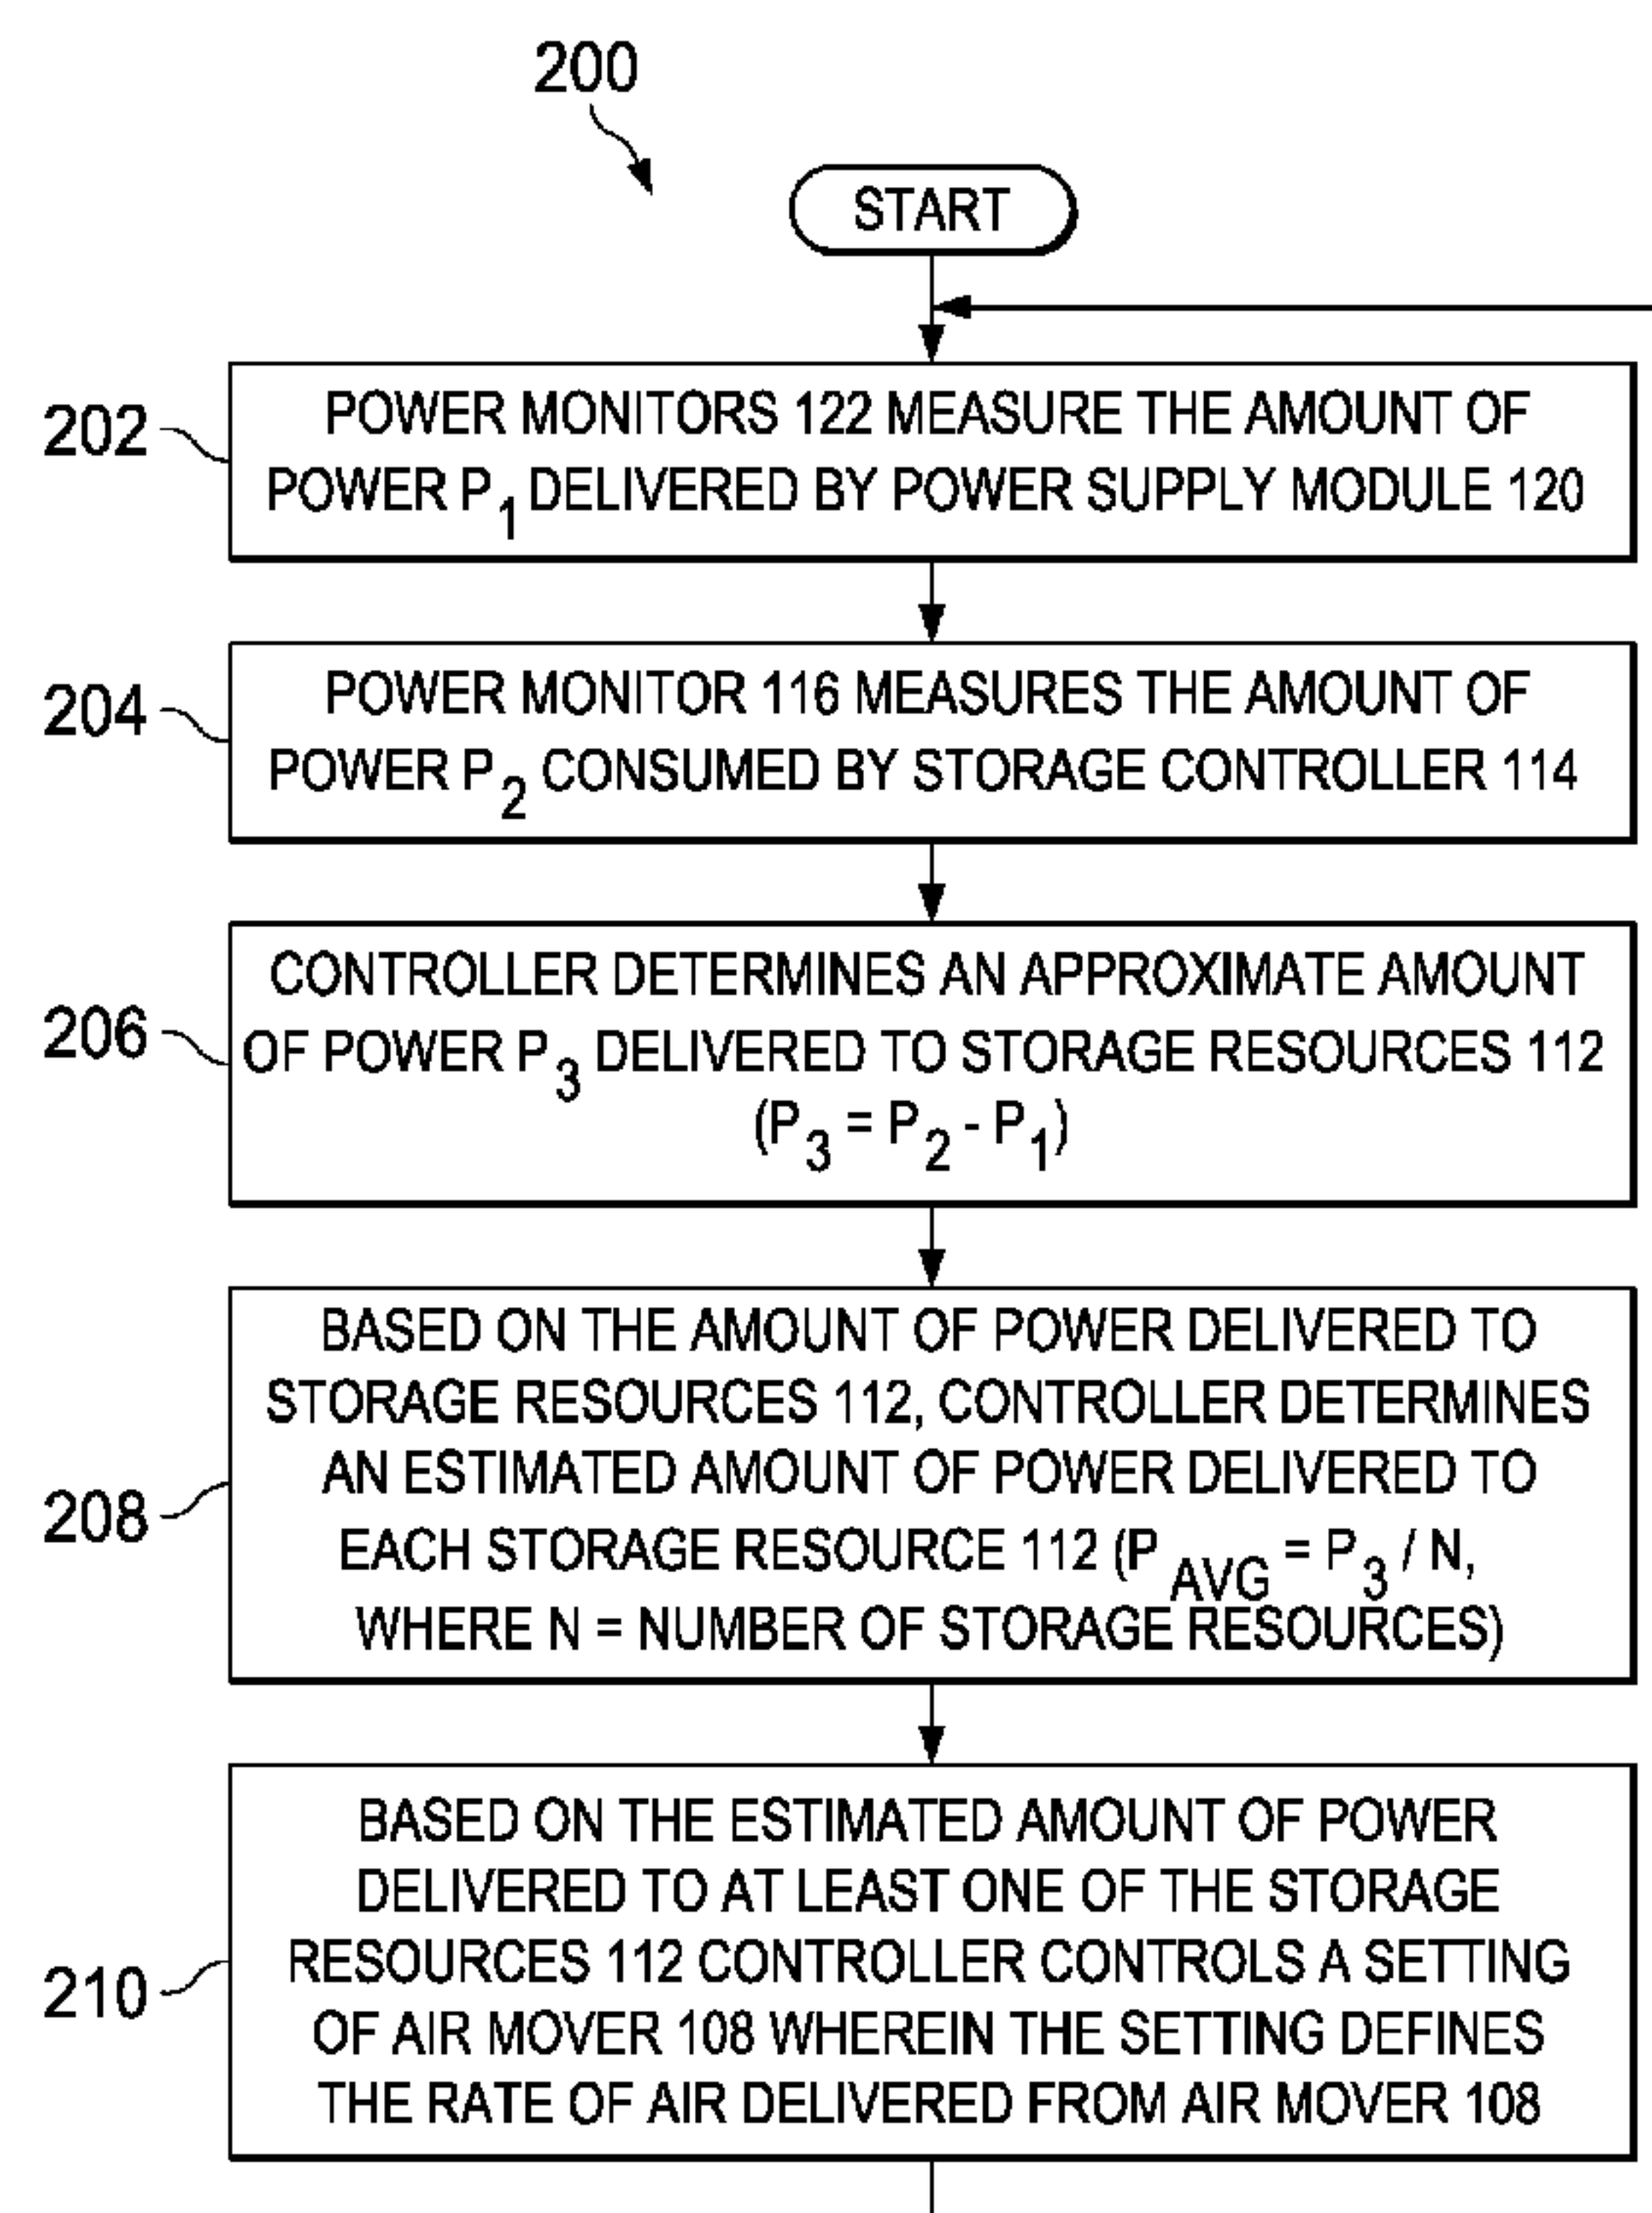 200
START
202
POWER MONITORS 122 MEASURE THE AMOUNT OF
POWER P1 DELIVERED BY POWER SUPPLY MODULE 120
204
POWER MONITOR 116 MEASURES THE AMOUNT OF
POWER P2 CONSUMED BY STORAGE CONTROLLER 114
206
CONTROLLER DETERMINES AN APPROXIMATE AMOUNT
OF POWER P3 DELIVERED TO STORAGE RESOURCES 112
(P3 = P2 - P1)
208
BASED ON THE AMOUNT OF POWER DELIVERED TO
STORAGE RESOURCES 112, CONTROLLER DETERMINES
AN ESTIMATED AMOUNT OF POWER DELIVERED TO
EACH STORAGE RESOURCE 112 (P AVG = P3 / N,
WHERE N = NUMBER OF STORAGE RESOURCES)
210
BASED ON THE ESTIMATED AMOUNT OF POWER
DELIVERED TO AT LEAST ONE OF THE STORAGE
RESOURCES 112 CONTROLLER CONTROLS A SETTING
OF AIR MOVER 108 WHEREIN THE SETTING DEFINES
THE RATE OF AIR DELIVERED FROM AIR MOVER 108